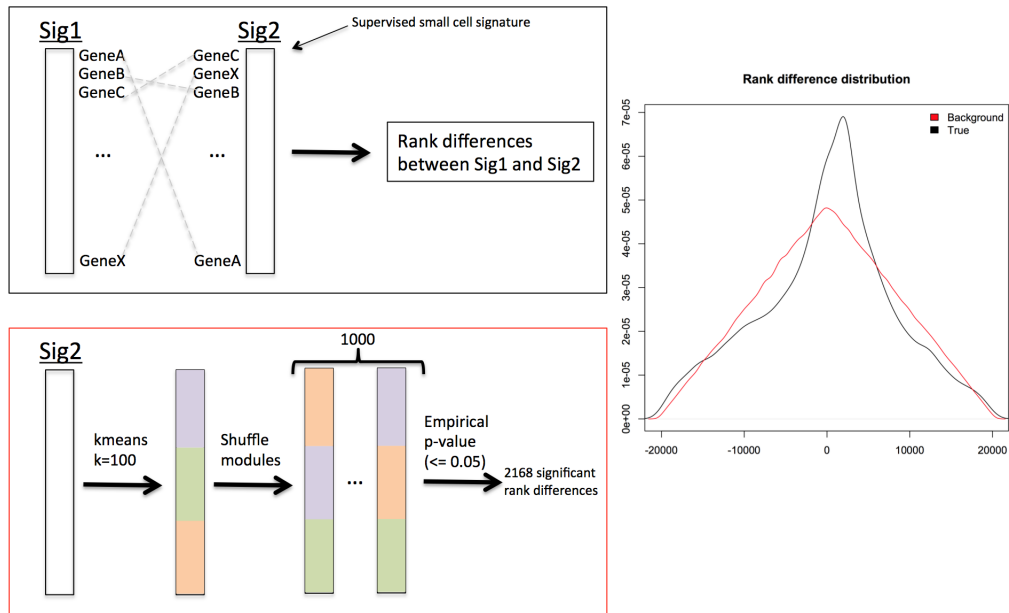 Supervised small cell signature
Sig1
Sig2
GeneA
GeneB
GeneC
...
GeneX
GeneC
GeneX
GeneB
...
GeneA
Rank differences
between Sig1 and Sig2
Sig2
kmeans
k=100
Shuffle
modules
1000
...
Empirical
p-value
(<= 0.05)
2168 significant
rank differences
Rank difference distribution
Background
True
7e-05
6e-05
5e-05
4e-05
3e-05
2e-05
1e-05
0e+00
-20000
-10000
0
10000
20000